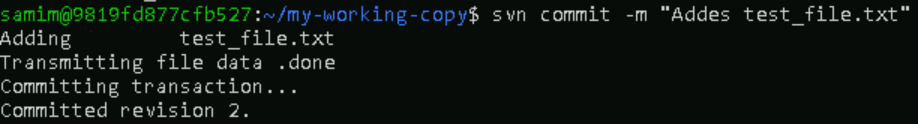 samim@9819fd877cfb527:~/my-working-copy$ svn commit -m "Addes test_file.txt"
Adding         test_file.txt
Transmitting file data .done
Committing transaction...
Committed revision 2.